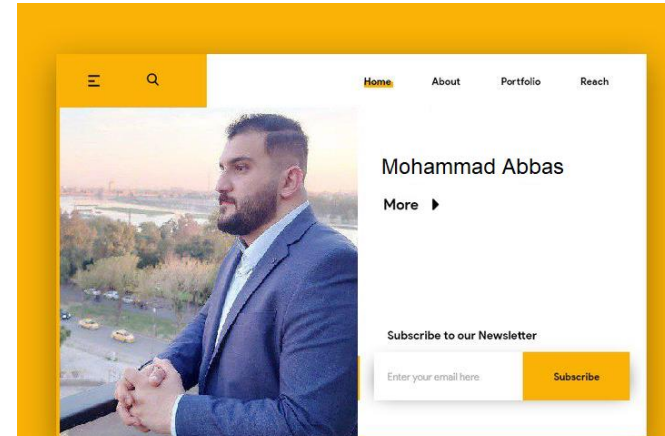 Home About Portfolio Reach
Mohammad Abbas
More
Subscribe to our Newsletter
Enter your email here Subscribe